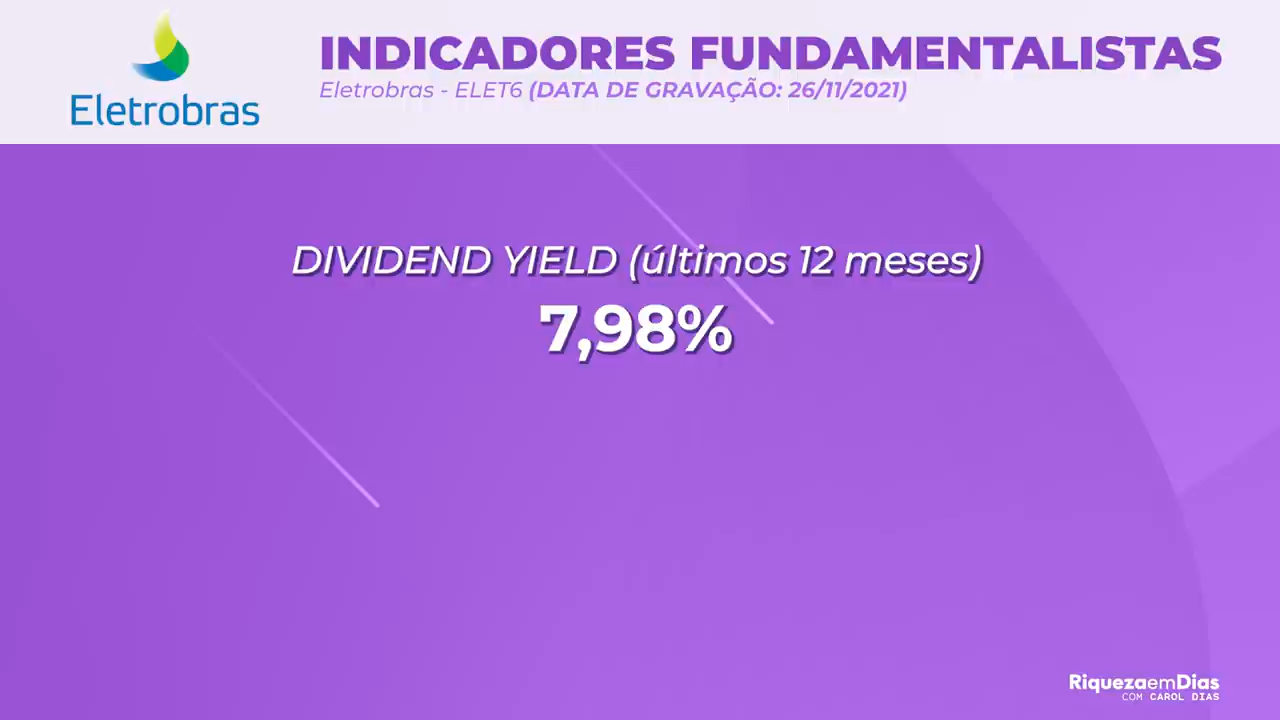 Eletrobras
INDICADORES FUNDAMENTALISTAS
Eletrobras - ELET6 (DATA DE GRAVAÇÃO: 26/11/2021)
DIVIDEND YIELD (últimos 12 meses)
7,98%
RiquezaemDias
COM CAROL DIAS